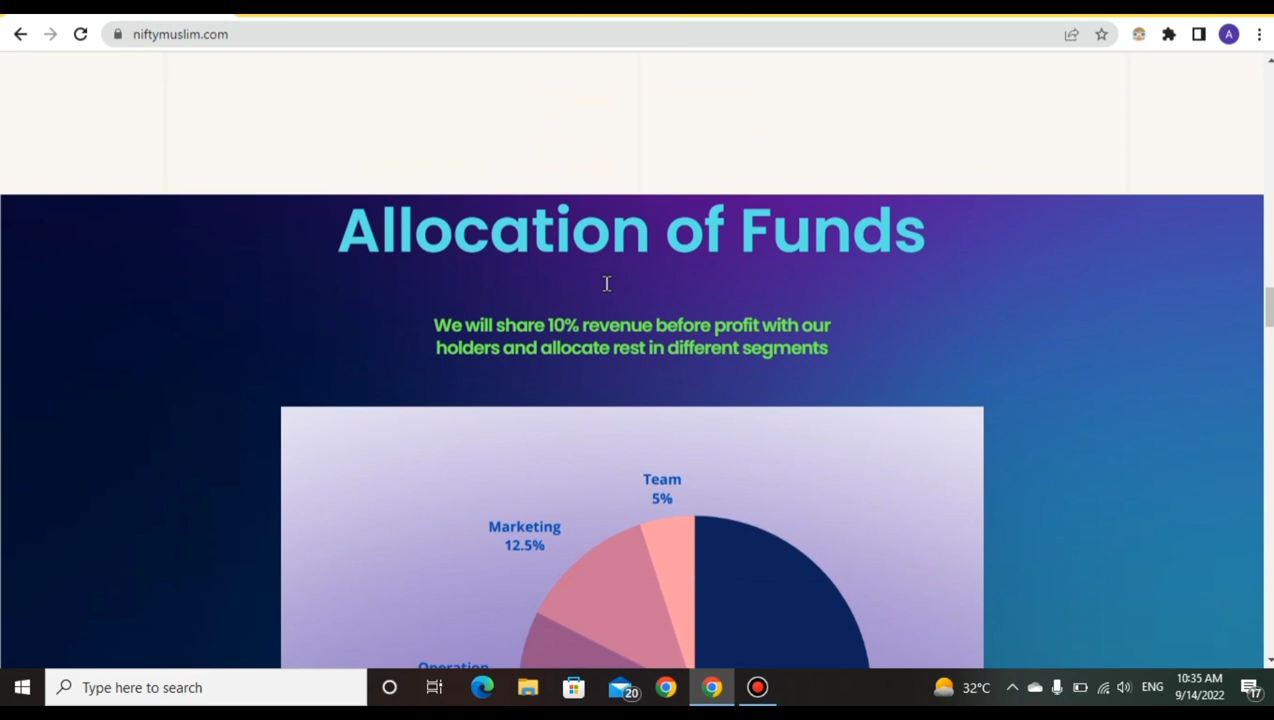 niftymuslim.com
A
Allocation of Funds
We will share 10% revenue before profit with our
holders and allocate rest in different segments
Team
5%
Marketing
12.5%
Operation
Type here to search
20
32°C
ENG
10:35 AM
9/14/2022
17